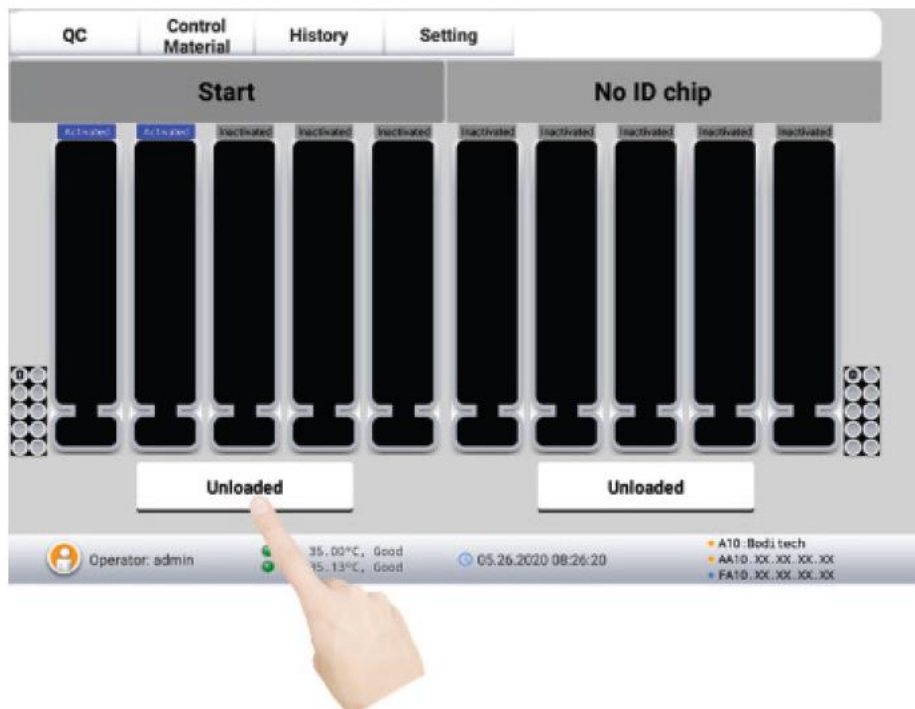 QC
Control
Material
History
Setting
Start
No ID chip
Activated Activated Inactivated Inactivated Inactivated Inactivated Inactivated Inactivated Inactivated Inactivated
0
0
Unloaded
Unloaded
Operator: admin
35.00°C, Good
35.13°C, Good
05.26.2020 08:26:20
A10:Boditech
AA10.XX.XX.XX.XX
FA10.XX.XX.XX.XX